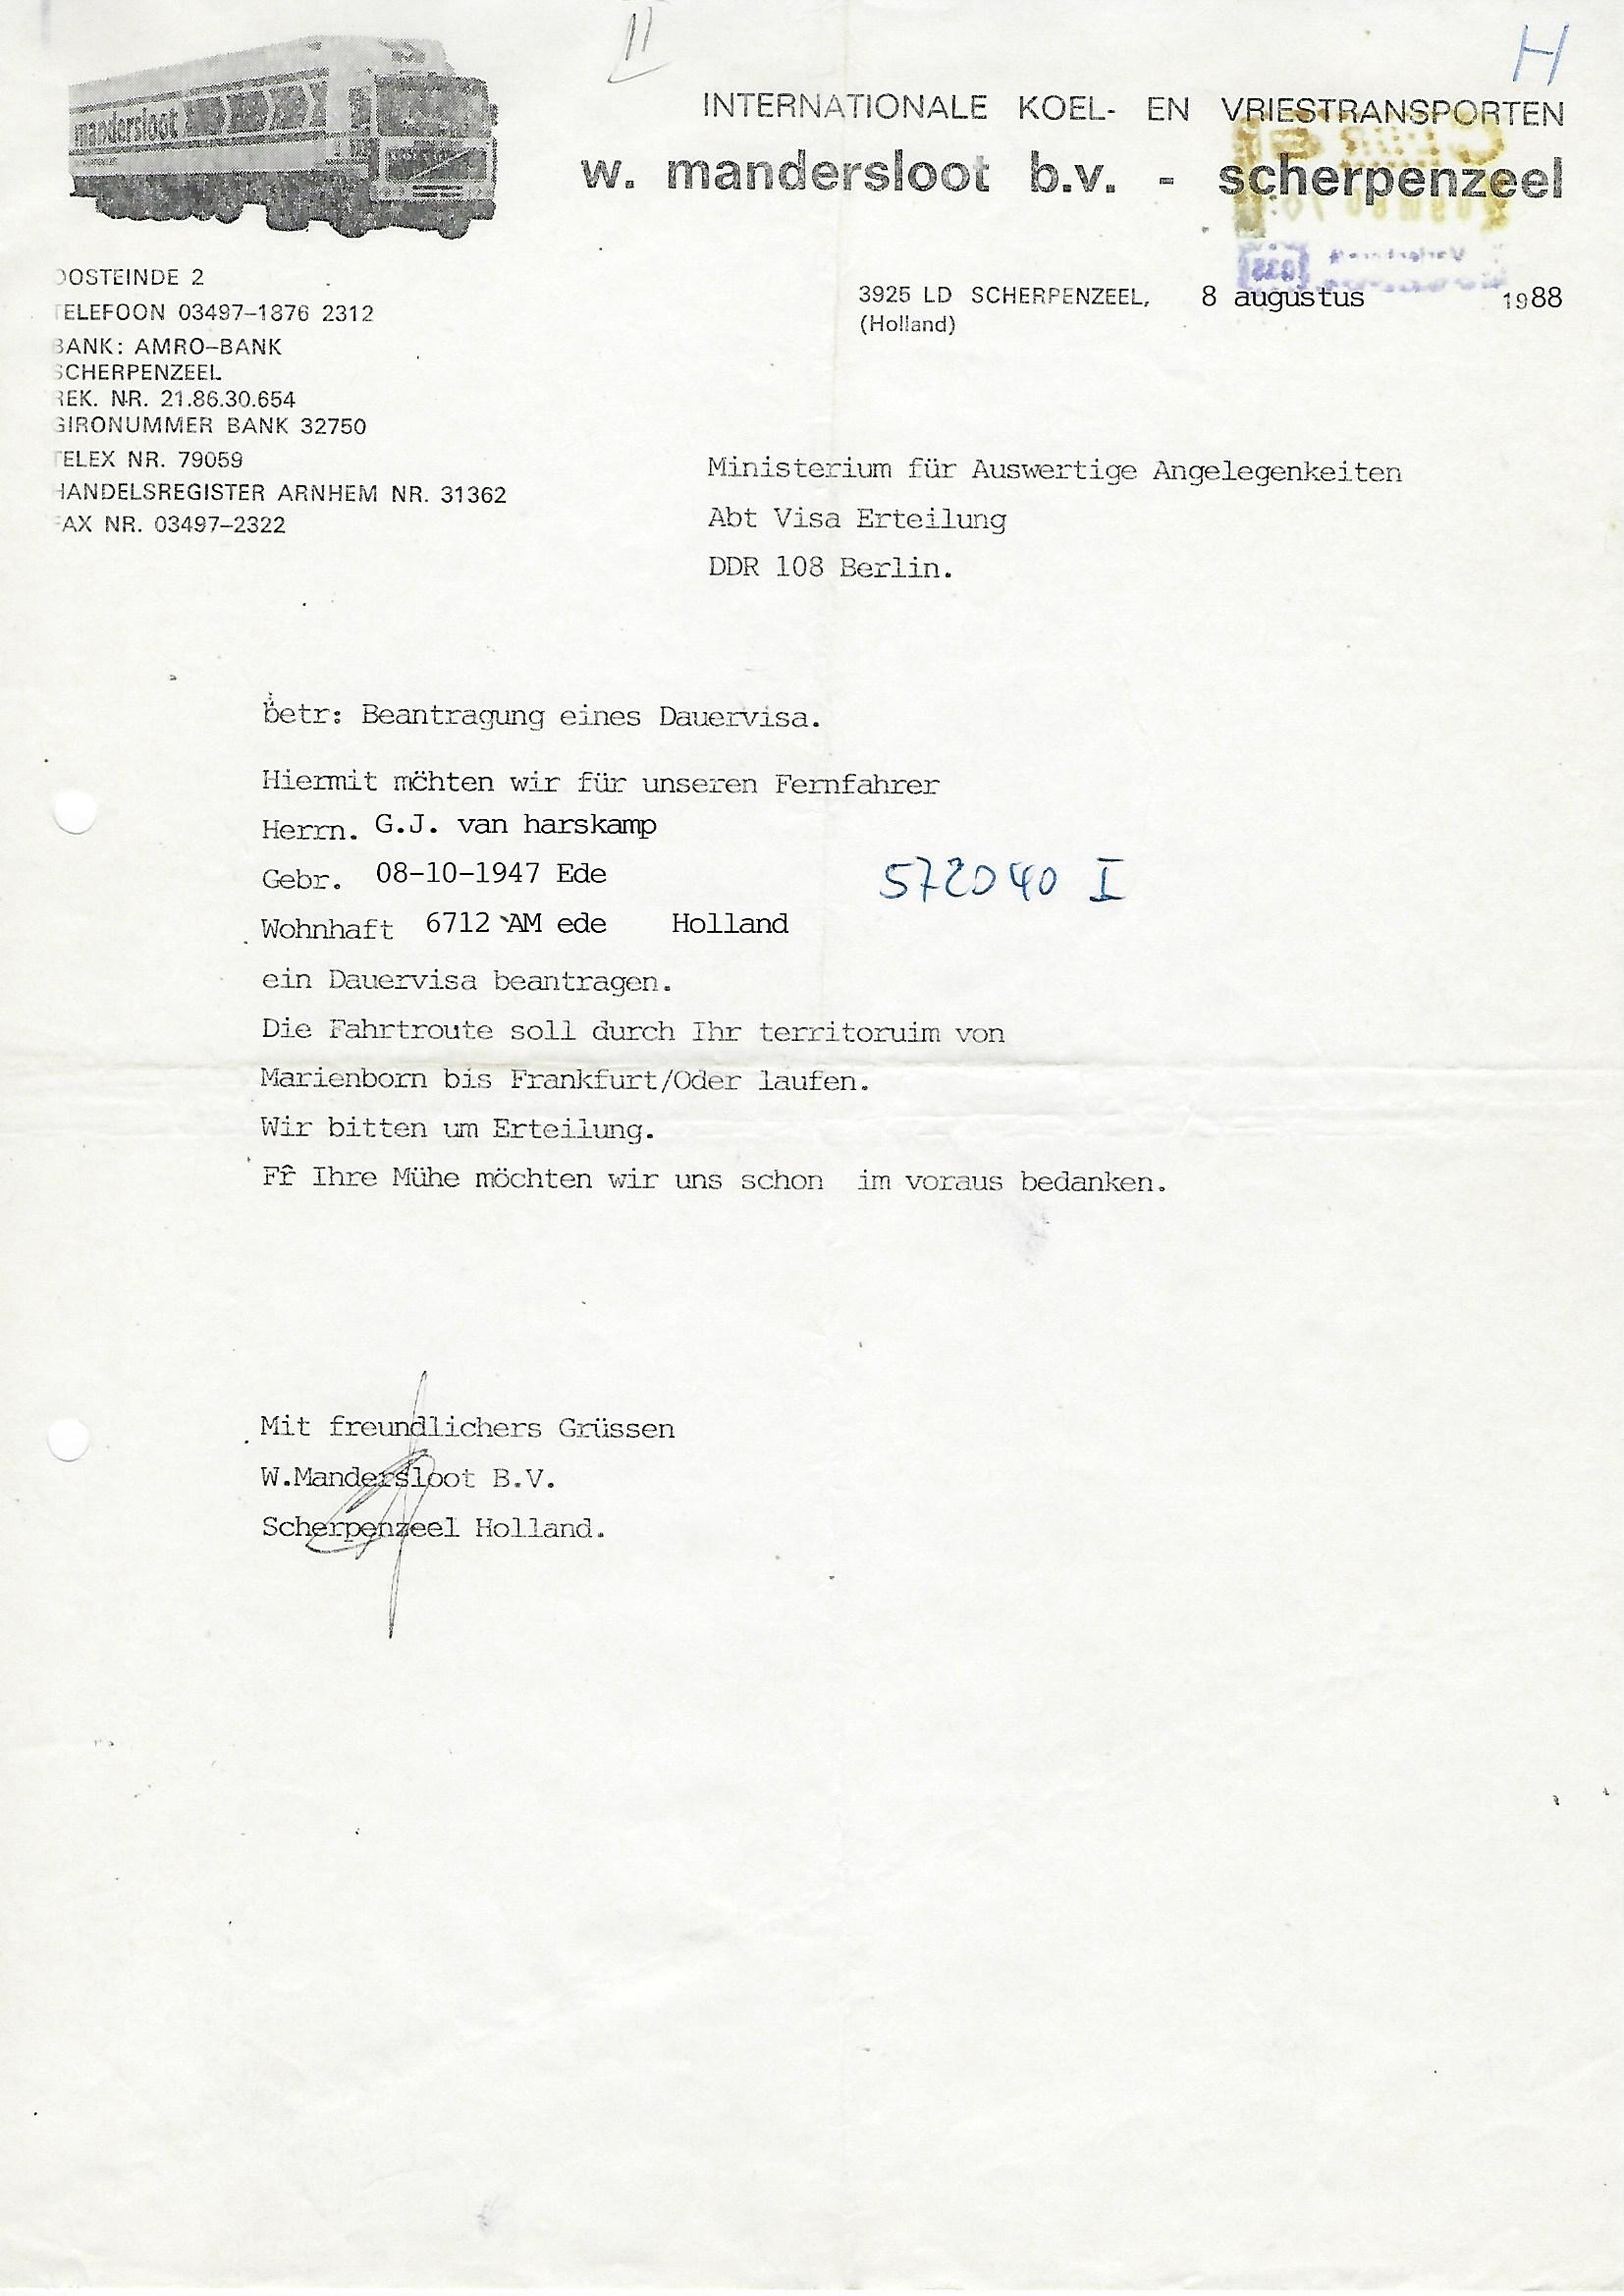 II
H
mandersloot
INTERNATIONALE KOEL- EN VRIESTRANSPORTEN
w. mandersloot b.v. - scherpenzeel
OOSTEINDE 2
TELEFOON 03497-1876 2312
BANK: AMRO-BANK
SCHERPENZEEL
REK. NR. 21.86.30.654
GIRONUMMER BANK 32750
TELEX NR. 79059
HANDELSREGISTER ARNHEM NR. 31362
FAX NR. 03497-2322
3925 LD SCHERPENZEEL, 8 augustus 1988
(Holland)
Ministerium für Auswertige Angelegenkeiten
Abt Visa Erteilung
DDR 108 Berlin.
betr: Beantragung eines Dauervisa.
Hiermit möhten wir für unseren Fernfahrer
Herrn. G.J. van harskamp
Gebr. 08-10-1947 Ede
572040 I
Wohnhaft 6712 AM ede Holland
ein Dauervisa beantragen.
Die Fahrtroute soll durch Ihr territoruim von
Marienborn bis Frankfurt/Oder laufen.
Wir bitten um Erteilung.
Fr̂ Ihre Mühe möchten wir uns schon im voraus bedanken.
Mit freundlichers Grüssen
W.Mandersloot B.V.
Scherpenzeel Holland.